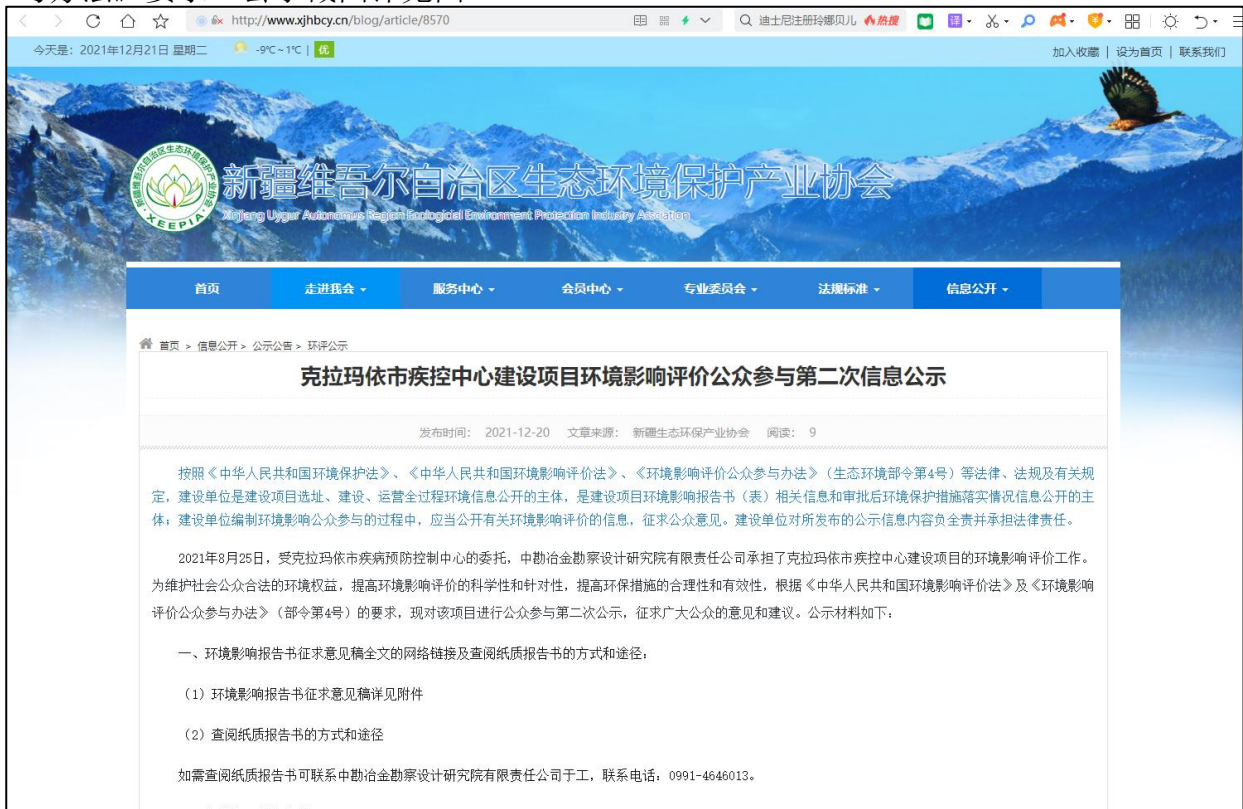 http://www.xjhbcy.cn/blog/article/8570
迪士尼注册玲娜贝儿 热搜
译
今天是：2021年12月21日 星期二 -9℃~1℃ | 优
加入收藏 | 设为首页 | 联系我们
新疆维吾尔自治区生态环境保护产业协会
XEEPIA
首页 走进我会 服务中心 会员中心 专业委员会 法规标准 信息公开
首页 > 信息公开 > 公示公告 > 环评公示
克拉玛依市疾控中心建设项目环境影响评价公众参与第二次信息公示
发布时间： 2021-12-20 文章来源： 新疆生态环保产业协会 阅读： 9
按照《中华人民共和国环境保护法》、《中华人民共和国环境影响评价法》、《环境影响评价公众参与办法》（生态环境部令第4号）等法律、法规及有关规
定，建设单位是建设项目选址、建设、运营全过程环境信息公开的主体，是建设项目环境影响报告书（表）相关信息和审批后环境保护措施落实情况信息公开的主
体；建设单位编制环境影响公众参与的过程中，应当公开有关环境影响评价的信息，征求公众意见。建设单位对所发布的公示信息内容负全责并承担法律责任。
2021年8月25日，受克拉玛依市疾病预防控制中心的委托，中勘冶金勘察设计研究院有限责任公司承担了克拉玛依市疾控中心建设项目的环境影响评价工作。
为维护社会公众合法的环境权益，提高环境影响评价的科学性和针对性，提高环保措施的合理性和有效性，根据《中华人民共和国环境影响评价法》及《环境影响
评价公众参与办法》（部令第4号）的要求，现对该项目进行公众参与第二次公示，征求广大公众的意见和建议。公示材料如下：
一、环境影响报告书征求意见稿全文的网络链接及查阅纸质报告书的方式和途径：
（1）环境影响报告书征求意见稿详见附件
（2）查阅纸质报告书的方式和途径
如需查阅纸质报告书可联系中勘冶金勘察设计研究院有限责任公司于工，联系电话：0991-4646013。